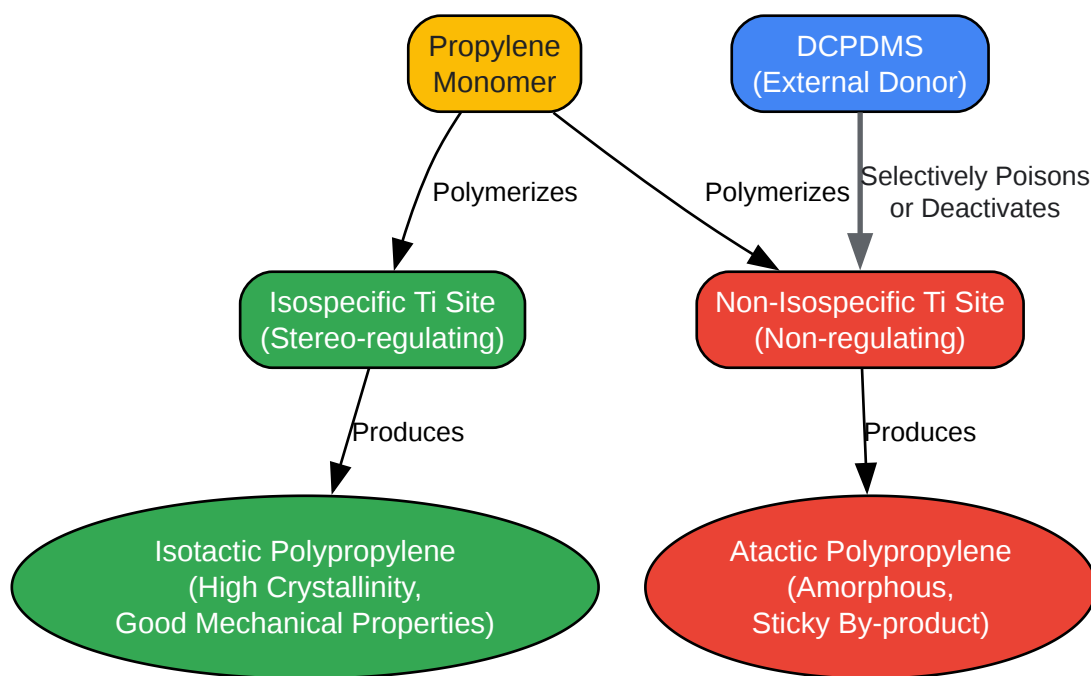 Propylene
Monomer
DCPDMS
(External Donor)
Polymerizes
Polymerizes
Selectively Poisons
or Deactivates
Isospecific Ti Site
(Stereo-regulating)
Non-Isospecific Ti Site
(Non-regulating)
Produces
Produces
Isotactic Polypropylene
(High Crystallinity,
Good Mechanical Properties)
Atactic Polypropylene
(Amorphous,
Sticky By-product)